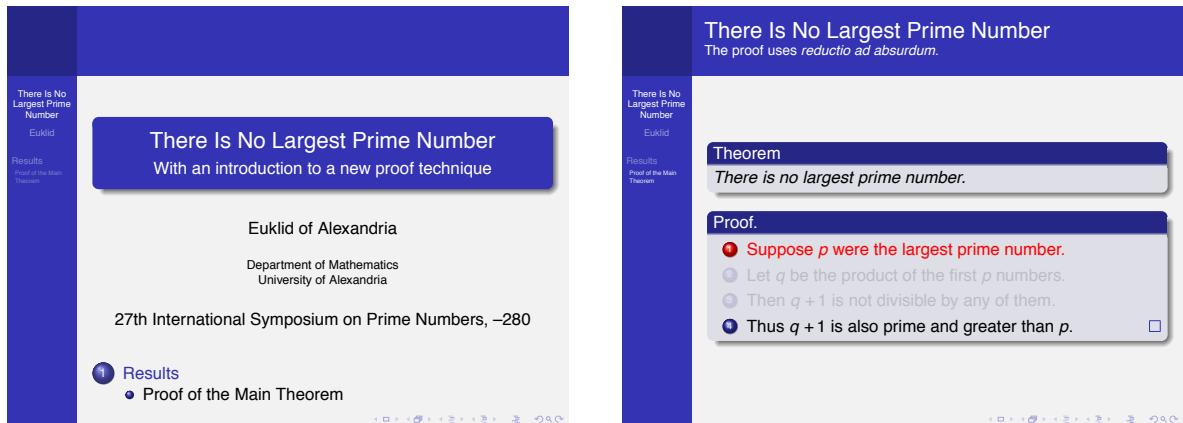 There Is No
Largest Prime
Number
Euklid
Results
Proof of the Main
Theorem
There Is No Largest Prime Number
With an introduction to a new proof technique
Euklid of Alexandria
Department of Mathematics
University of Alexandria
27th International Symposium on Prime Numbers, –280
1 Results
Proof of the Main Theorem
There Is No Largest Prime Number
The proof uses reductio ad absurdum.
There Is No
Largest Prime
Number
Euklid
Results
Proof of the Main
Theorem
Theorem
There is no largest prime number.
Proof.
1 Suppose p were the largest prime number.
2 Let q be the product of the first p numbers.
3 Then q + 1 is not divisible by any of them.
4 Thus q + 1 is also prime and greater than p.